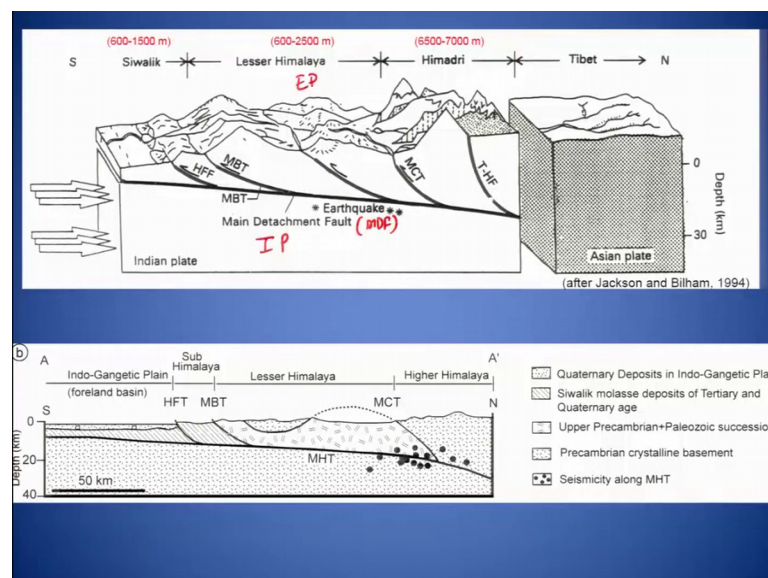 (600-1500 m) (600-2500 m) (6500-7000 m)
S Siwalik Lesser Himalaya Himadri Tibet N
EP
HFF MBT MCT T-HF
MBT
Main Detachment Fault
Earthquake
(MDF)
IP
Indian plate
Asian plate
0
30
Depth (km)
(after Jackson and Bilham, 1994)
b
A A'
Indo-Gangetic Plain Sub Himalaya Lesser Himalaya Higher Himalaya
(foreland basin)
HFT MBT MCT
S N
0
20
40
Depth (km)
MHT
50 km
Quaternary Deposits in Indo-Gangetic Pla
Siwalik molasse deposits of Tertiary and
Quaternary age
Upper Precambrian+Paleozoic successio
Precambrian crystalline basement
Seismicity along MHT